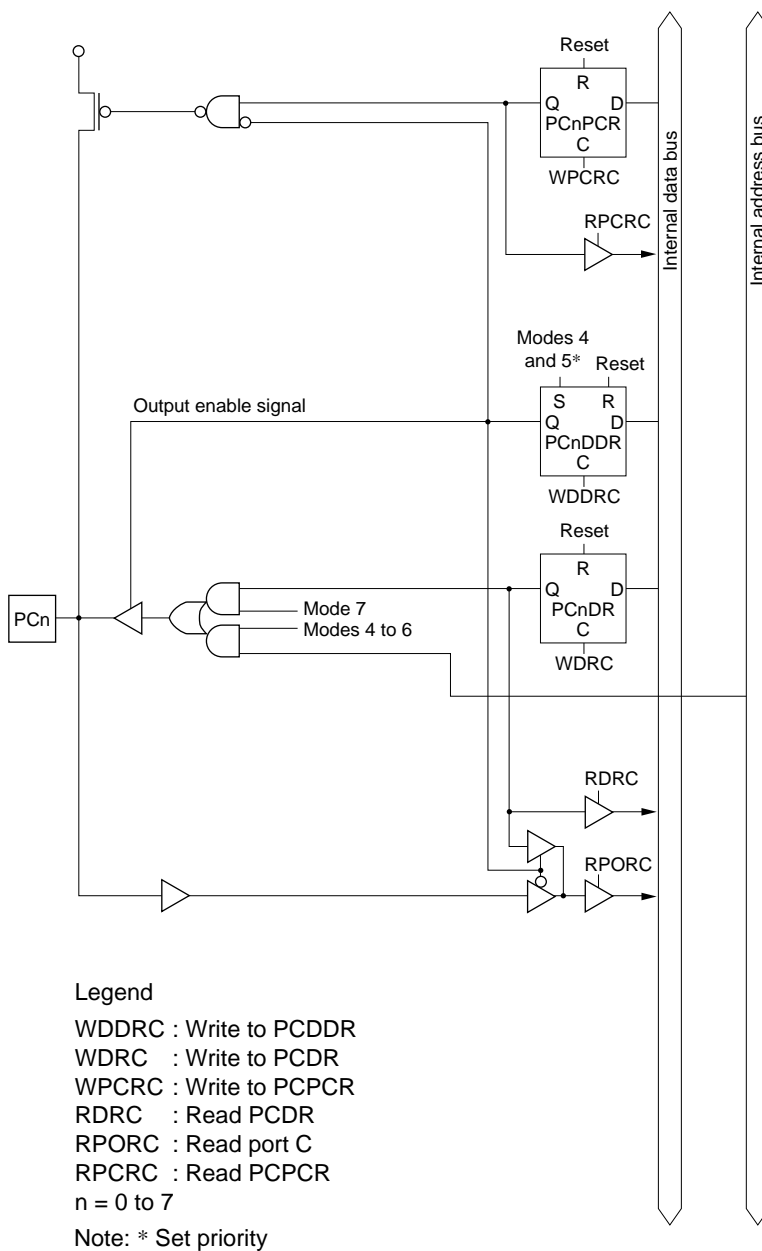 Reset
R
Q D
PCnPCR
C
WPCRC
RPCRC
Internal data bus
Internal address bus
Modes 4
and 5*
Reset
Output enable signal
S R
Q D
PCnDDR
C
WDDRC
Reset
R
Q D
PCnDR
C
WDRC
PCn
Mode 7
Modes 4 to 6
RDRC
RPORC
Legend
WDDRC : Write to PCDDR
WDRC : Write to PCDR
WPCRC : Write to PCPCR
RDRC : Read PCDR
RPORC : Read port C
RPCRC : Read PCPCR
n = 0 to 7
Note: * Set priority